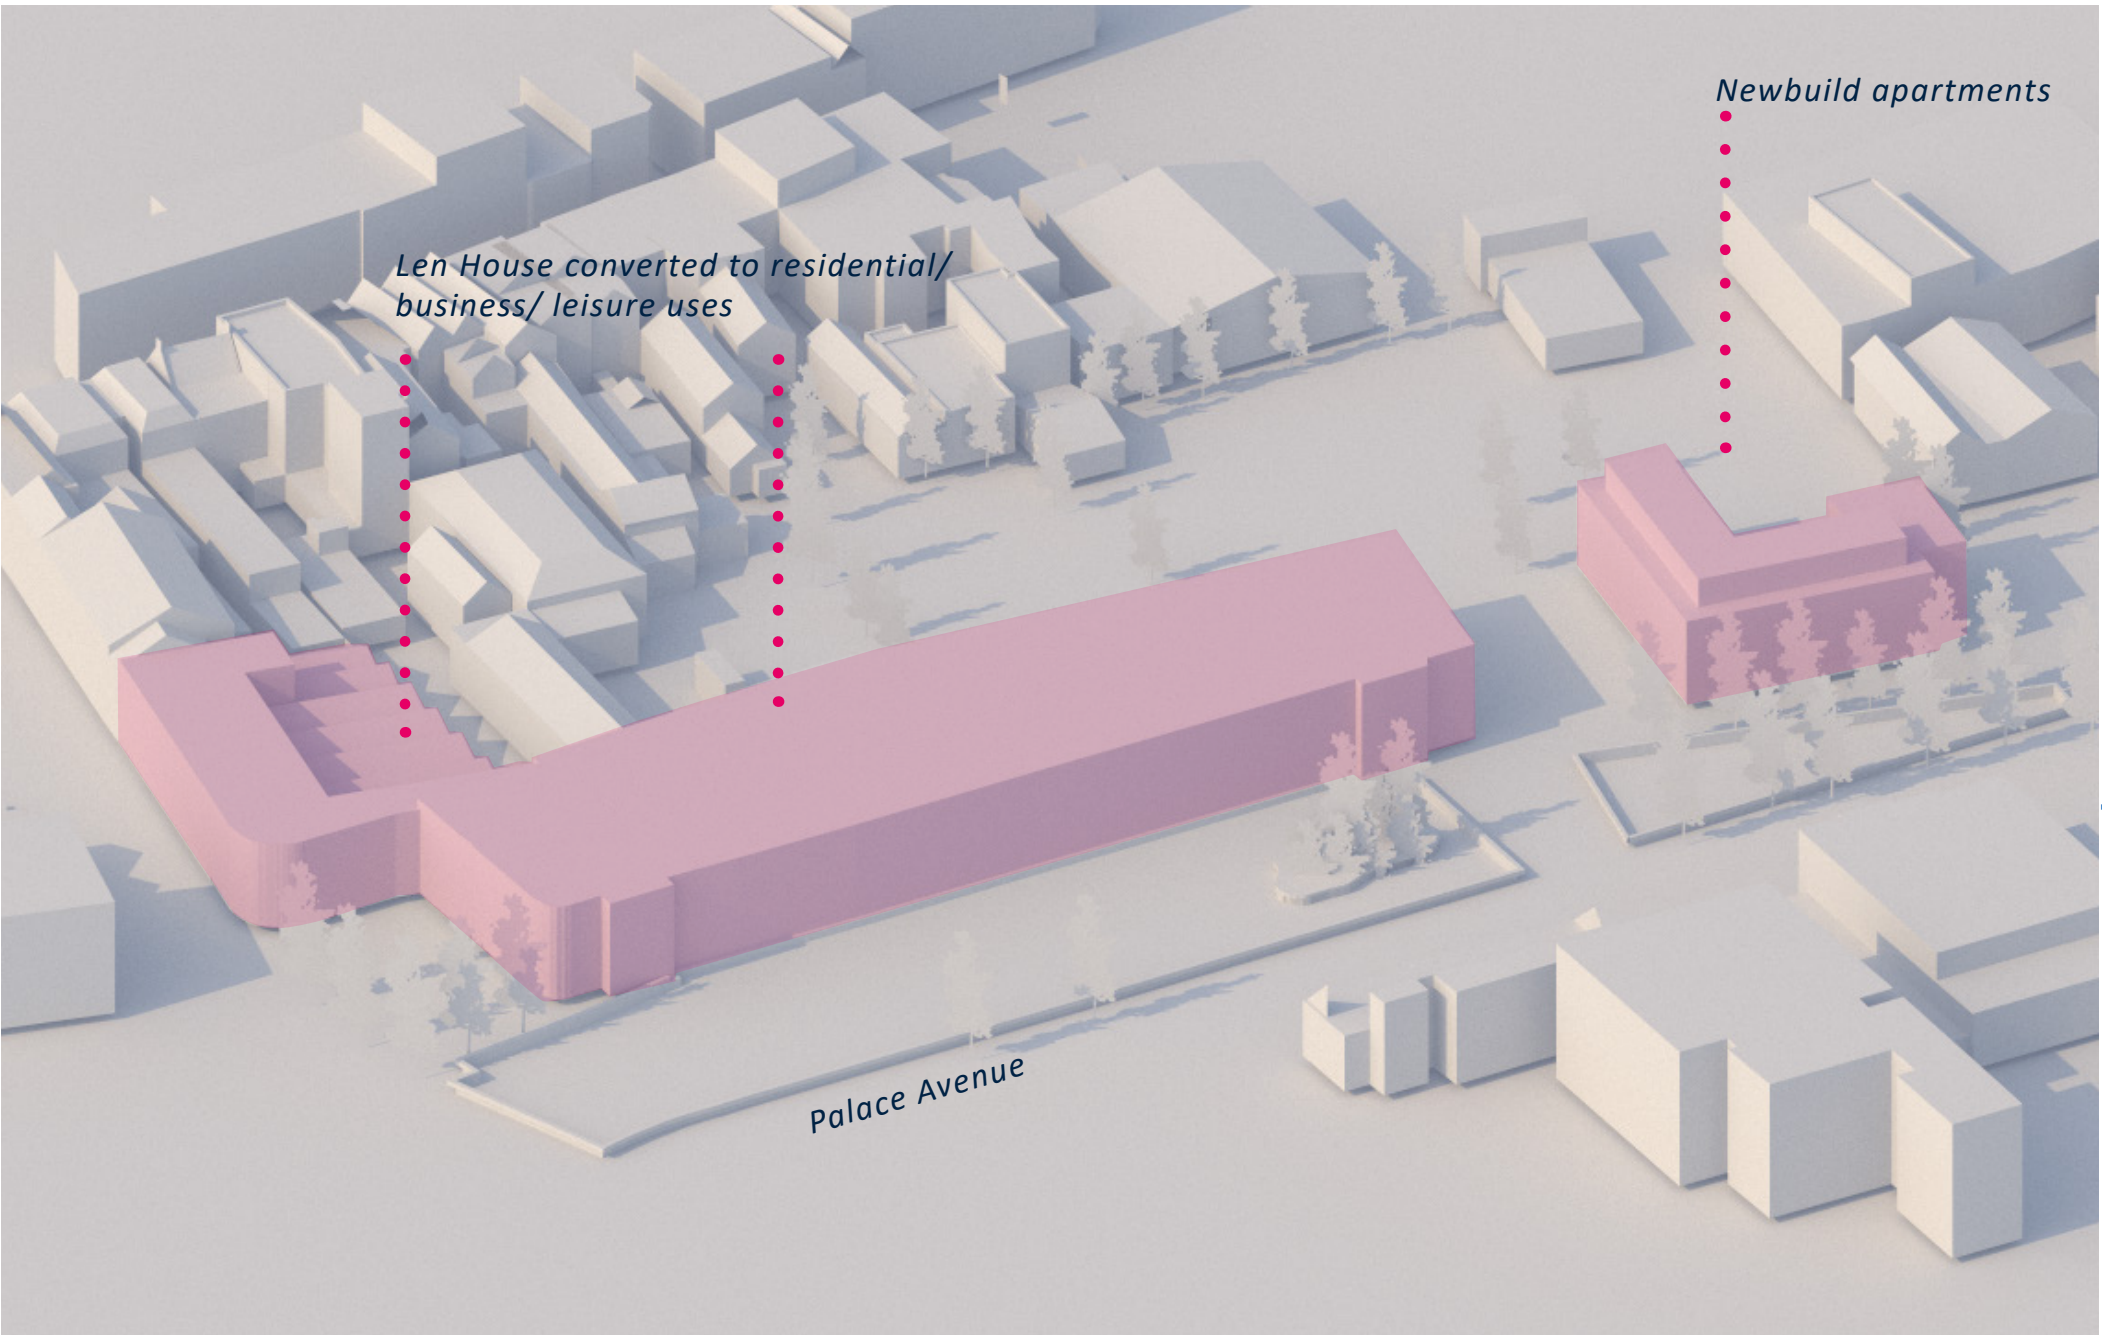 Newbuild apartments
Len House converted to residential/
business/ leisure uses
Palace Avenue